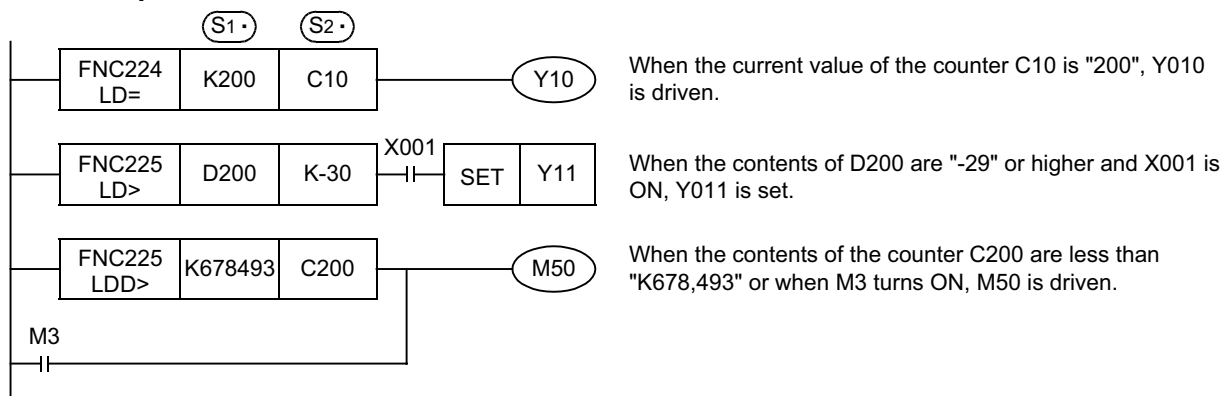 S1・ S2・
FNC224 LD= K200 C10 Y10
When the current value of the counter C10 is "200", Y010
is driven.
FNC225 LD> D200 K-30 X001 SET Y11
When the contents of D200 are "-29" or higher and X001 is
ON, Y011 is set.
FNC225 LDD> K678493 C200 M50
When the contents of the counter C200 are less than
"K678,493" or when M3 turns ON, M50 is driven.
M3